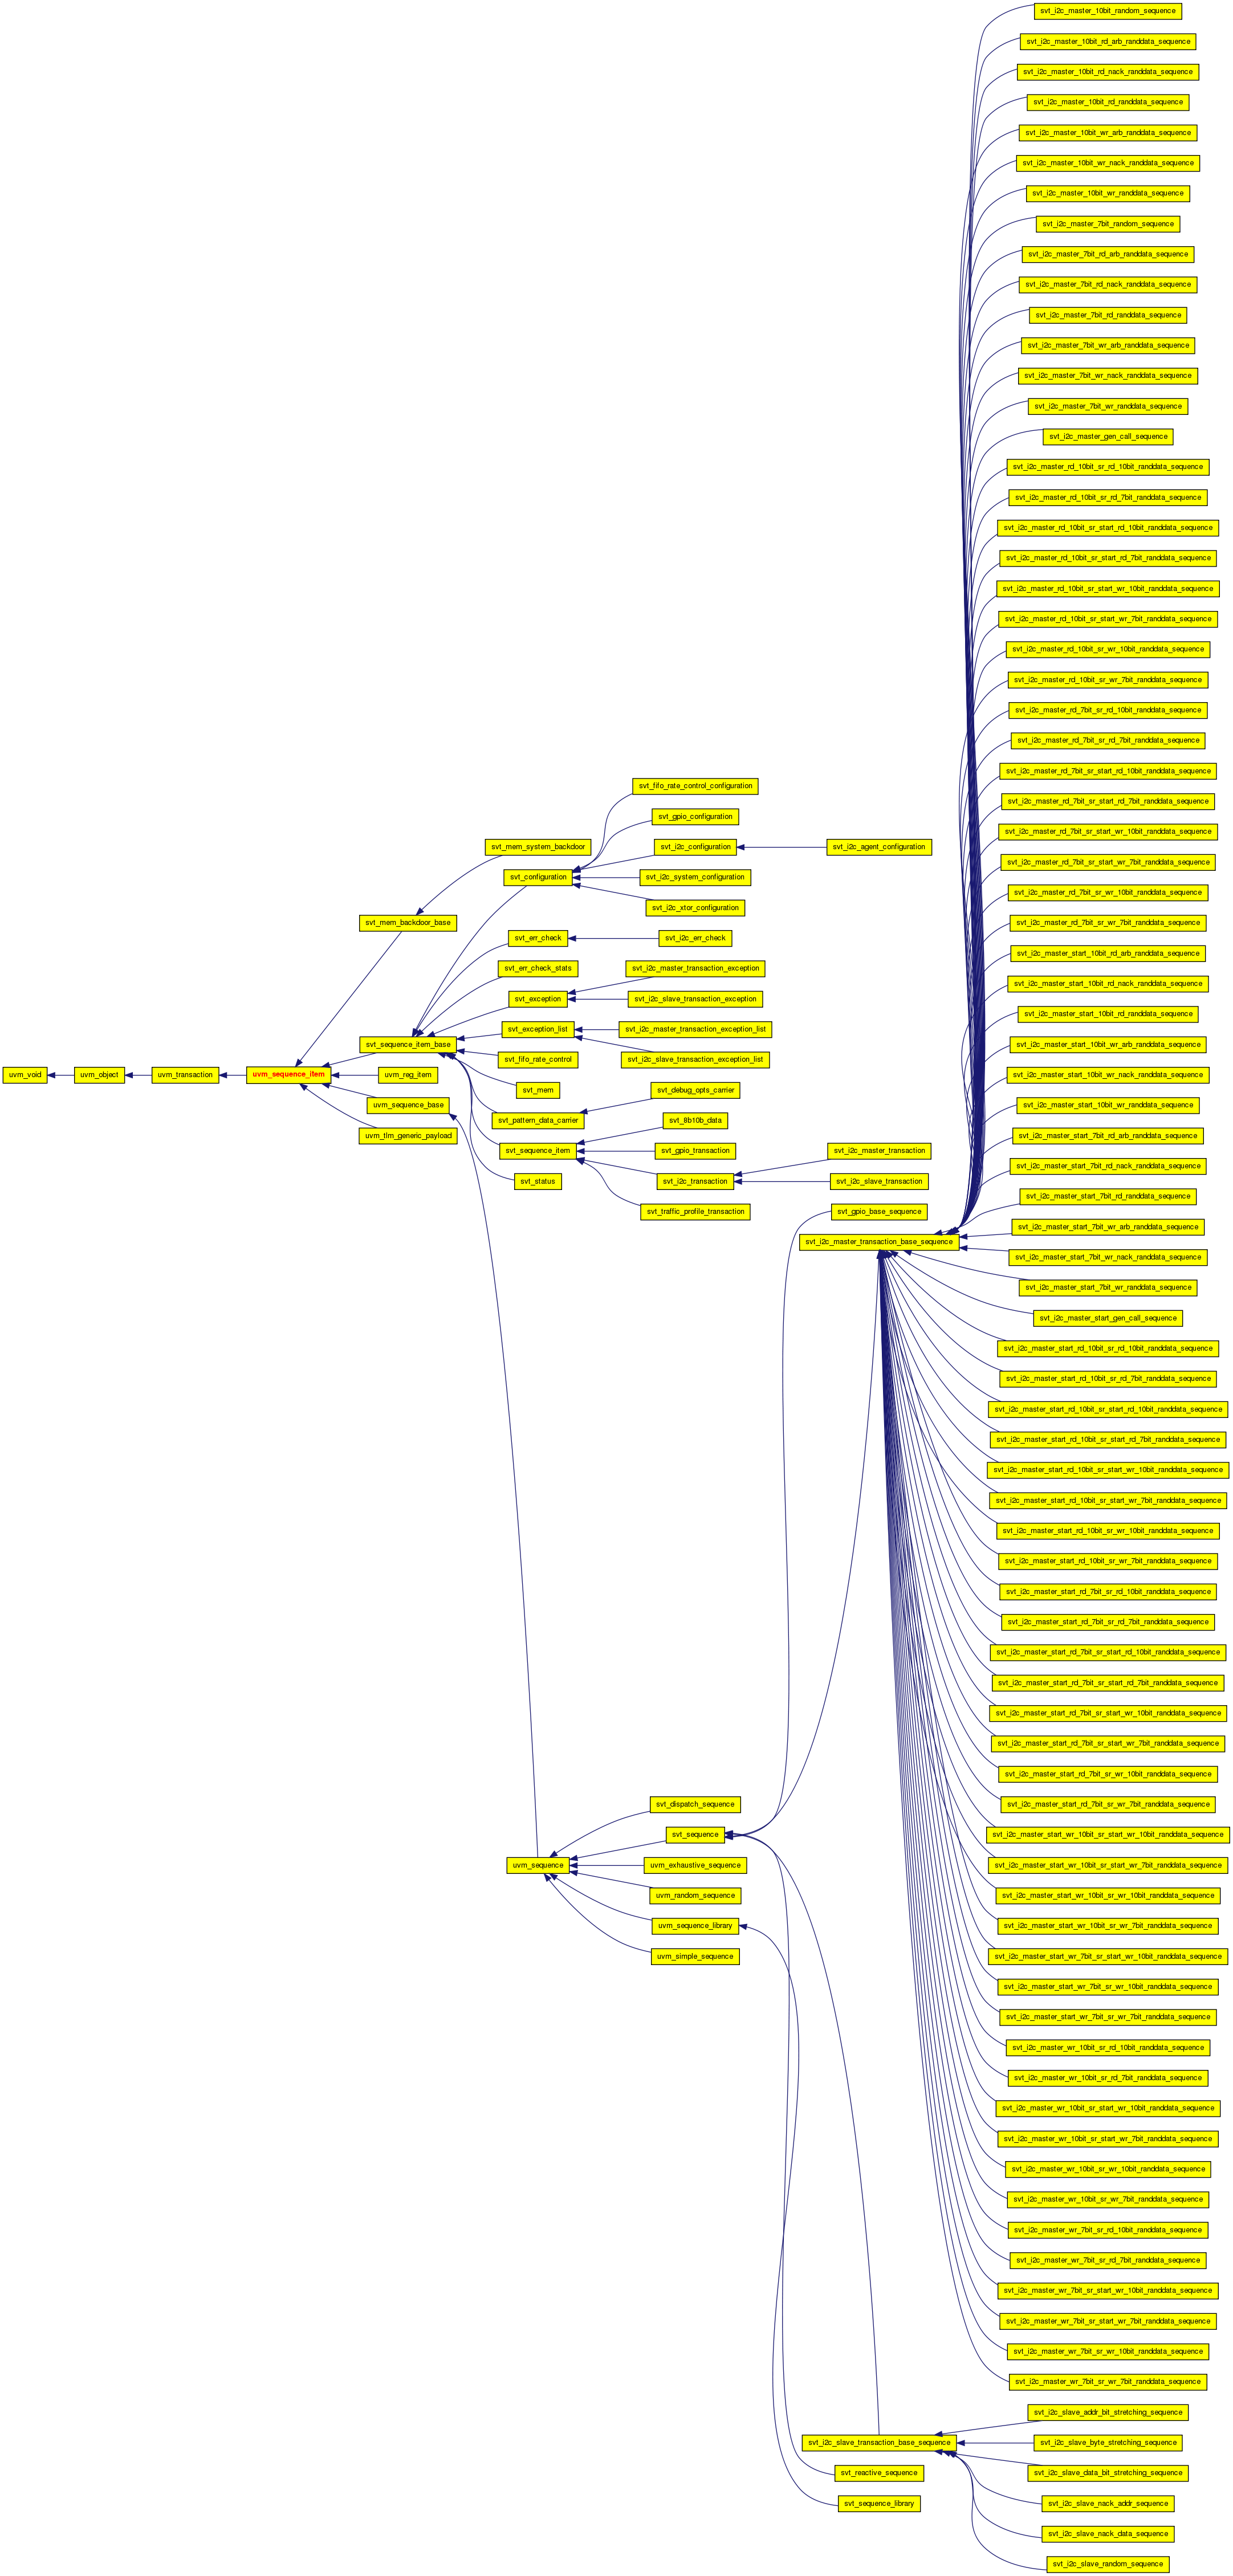 svt_i2c_master_10bit_random_sequence
svt_i2c_master_10bit_rd_arb_randdata_sequence
svt_i2c_master_10bit_rd_nack_randdata_sequence
svt_i2c_master_10bit_rd_randdata_sequence
svt_i2c_master_10bit_wr_arb_randdata_sequence
svt_i2c_master_10bit_wr_nack_randdata_sequence
svt_i2c_master_10bit_wr_randdata_sequence
svt_i2c_master_7bit_random_sequence
svt_i2c_master_7bit_rd_arb_randdata_sequence
svt_i2c_master_7bit_rd_nack_randdata_sequence
svt_i2c_master_7bit_rd_randdata_sequence
svt_i2c_master_7bit_wr_arb_randdata_sequence
svt_i2c_master_7bit_wr_nack_randdata_sequence
svt_i2c_master_7bit_wr_randdata_sequence
svt_i2c_master_gen_call_sequence
svt_i2c_master_rd_10bit_sr_rd_10bit_randdata_sequence
svt_i2c_master_rd_10bit_sr_rd_7bit_randdata_sequence
svt_i2c_master_rd_10bit_sr_start_rd_10bit_randdata_sequence
svt_i2c_master_rd_10bit_sr_start_rd_7bit_randdata_sequence
svt_i2c_master_rd_10bit_sr_start_wr_10bit_randdata_sequence
svt_i2c_master_rd_10bit_sr_start_wr_7bit_randdata_sequence
svt_i2c_master_rd_10bit_sr_wr_10bit_randdata_sequence
svt_i2c_master_rd_10bit_sr_wr_7bit_randdata_sequence
svt_i2c_master_rd_7bit_sr_rd_10bit_randdata_sequence
svt_i2c_master_rd_7bit_sr_rd_7bit_randdata_sequence
svt_i2c_master_rd_7bit_sr_start_rd_10bit_randdata_sequence
svt_fifo_rate_control_configuration
svt_i2c_master_rd_7bit_sr_start_rd_7bit_randdata_sequence
svt_gpio_configuration
svt_i2c_master_rd_7bit_sr_start_wr_10bit_randdata_sequence
svt_mem_system_backdoor
svt_i2c_configuration
svt_i2c_agent_configuration
svt_i2c_master_rd_7bit_sr_start_wr_7bit_randdata_sequence
svt_configuration
svt_i2c_system_configuration
svt_i2c_master_rd_7bit_sr_wr_10bit_randdata_sequence
svt_i2c_xtor_configuration
svt_mem_backdoor_base
svt_i2c_master_rd_7bit_sr_wr_7bit_randdata_sequence
svt_err_check
svt_i2c_err_check
svt_i2c_master_start_10bit_rd_arb_randdata_sequence
svt_err_check_stats
svt_i2c_master_transaction_exception
svt_i2c_master_start_10bit_rd_nack_randdata_sequence
svt_exception
svt_i2c_slave_transaction_exception
svt_i2c_master_start_10bit_rd_randdata_sequence
svt_exception_list
svt_i2c_master_transaction_exception_list
svt_sequence_item_base
svt_i2c_master_start_10bit_wr_arb_randdata_sequence
svt_fifo_rate_control
svt_i2c_slave_transaction_exception_list
uvm_void
uvm_object
uvm_transaction
uvm_sequence_item
uvm_reg_item
svt_i2c_master_start_10bit_wr_nack_randdata_sequence
svt_mem
svt_debug_opts_carrier
uvm_sequence_base
svt_i2c_master_start_10bit_wr_randdata_sequence
svt_pattern_data_carrier
svt_8b10b_data
uvm_tlm_generic_payload
svt_i2c_master_start_7bit_rd_arb_randdata_sequence
svt_sequence_item
svt_gpio_transaction
svt_i2c_master_transaction
svt_i2c_master_start_7bit_rd_nack_randdata_sequence
svt_status
svt_i2c_transaction
svt_i2c_slave_transaction
svt_i2c_master_start_7bit_rd_randdata_sequence
svt_traffic_profile_transaction
svt_gpio_base_sequence
svt_i2c_master_start_7bit_wr_arb_randdata_sequence
svt_i2c_master_transaction_base_sequence
svt_i2c_master_start_7bit_wr_nack_randdata_sequence
svt_i2c_master_start_7bit_wr_randdata_sequence
svt_i2c_master_start_gen_call_sequence
svt_i2c_master_start_rd_10bit_sr_rd_10bit_randdata_sequence
svt_i2c_master_start_rd_10bit_sr_rd_7bit_randdata_sequence
svt_i2c_master_start_rd_10bit_sr_start_rd_10bit_randdata_sequence
svt_i2c_master_start_rd_10bit_sr_start_rd_7bit_randdata_sequence
svt_i2c_master_start_rd_10bit_sr_start_wr_10bit_randdata_sequence
svt_i2c_master_start_rd_10bit_sr_start_wr_7bit_randdata_sequence
svt_i2c_master_start_rd_10bit_sr_wr_10bit_randdata_sequence
svt_i2c_master_start_rd_10bit_sr_wr_7bit_randdata_sequence
svt_i2c_master_start_rd_7bit_sr_rd_10bit_randdata_sequence
svt_i2c_master_start_rd_7bit_sr_rd_7bit_randdata_sequence
svt_i2c_master_start_rd_7bit_sr_start_rd_10bit_randdata_sequence
svt_i2c_master_start_rd_7bit_sr_start_rd_7bit_randdata_sequence
svt_i2c_master_start_rd_7bit_sr_start_wr_10bit_randdata_sequence
svt_i2c_master_start_rd_7bit_sr_start_wr_7bit_randdata_sequence
svt_i2c_master_start_rd_7bit_sr_wr_10bit_randdata_sequence
svt_dispatch_sequence
svt_i2c_master_start_rd_7bit_sr_wr_7bit_randdata_sequence
svt_sequence
svt_i2c_master_start_wr_10bit_sr_start_wr_10bit_randdata_sequence
uvm_sequence
uvm_exhaustive_sequence
svt_i2c_master_start_wr_10bit_sr_start_wr_7bit_randdata_sequence
uvm_random_sequence
svt_i2c_master_start_wr_10bit_sr_wr_10bit_randdata_sequence
uvm_sequence_library
svt_i2c_master_start_wr_10bit_sr_wr_7bit_randdata_sequence
uvm_simple_sequence
svt_i2c_master_start_wr_7bit_sr_start_wr_10bit_randdata_sequence
svt_i2c_master_start_wr_7bit_sr_wr_10bit_randdata_sequence
svt_i2c_master_start_wr_7bit_sr_wr_7bit_randdata_sequence
svt_i2c_master_wr_10bit_sr_rd_10bit_randdata_sequence
svt_i2c_master_wr_10bit_sr_rd_7bit_randdata_sequence
svt_i2c_master_wr_10bit_sr_start_wr_10bit_randdata_sequence
svt_i2c_master_wr_10bit_sr_start_wr_7bit_randdata_sequence
svt_i2c_master_wr_10bit_sr_wr_10bit_randdata_sequence
svt_i2c_master_wr_10bit_sr_wr_7bit_randdata_sequence
svt_i2c_master_wr_7bit_sr_rd_10bit_randdata_sequence
svt_i2c_master_wr_7bit_sr_rd_7bit_randdata_sequence
svt_i2c_master_wr_7bit_sr_start_wr_10bit_randdata_sequence
svt_i2c_master_wr_7bit_sr_start_wr_7bit_randdata_sequence
svt_i2c_master_wr_7bit_sr_wr_10bit_randdata_sequence
svt_i2c_master_wr_7bit_sr_wr_7bit_randdata_sequence
svt_i2c_slave_addr_bit_stretching_sequence
svt_i2c_slave_transaction_base_sequence
svt_i2c_slave_byte_stretching_sequence
svt_reactive_sequence
svt_i2c_slave_data_bit_stretching_sequence
svt_sequence_library
svt_i2c_slave_nack_addr_sequence
svt_i2c_slave_nack_data_sequence
svt_i2c_slave_random_sequence